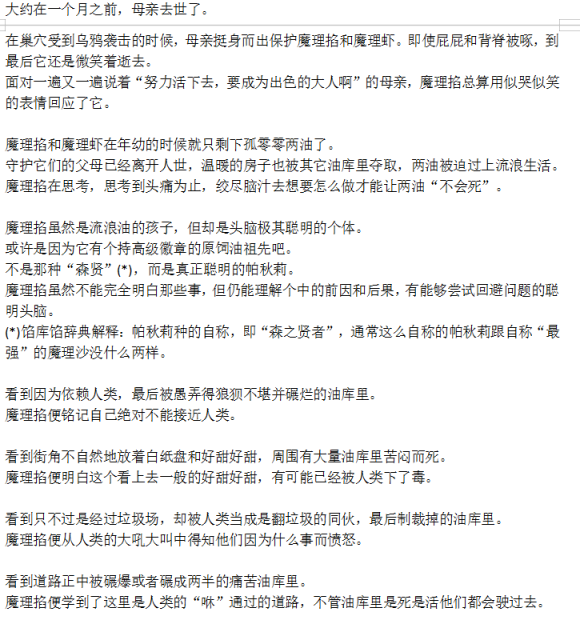 大约在一个月之前，母亲去世了。
在巢穴受到乌鸦袭击的时候，母亲挺身而出保护魔理掐和魔理虾。即使屁屁和背脊被啄，到
最后它还是微笑着逝去。
面对一遍又一遍说着“努力活下去，要成为出色的大人啊”的母亲，魔理掐总算用似哭似笑
的表情回应了它。
魔理掐和魔理虾在年幼的时候就只剩下孤零零两油了。
守护它们的父母已经离开人世，温暖的房子也被其它油库里夺取，两油被迫过上流浪生活。
魔理掐在思考，思考到头痛为止，绞尽脑汁去想要怎么做才能让两油“不会死”。
魔理掐虽然是流浪油的孩子，但却是头脑极其聪明的个体。
或许是因为它有个持高级徽章的原饲油祖先吧。
不是那种“森贤”(*)，而是真正聪明的帕秋莉。
魔理掐虽然不能完全明白那些事，但仍能理解个中的前因和后果，有能够尝试回避问题的聪
明头脑。
(*)馅库馅辞典解释：帕秋莉种的自称，即“森之贤者”，通常这么自称的帕秋莉跟自称“最
强”的魔理沙没什么两样。
看到因为依赖人类，最后被愚弄得狼狈不堪并碾烂的油库里。
魔理掐便铭记自己绝对不能接近人类。
看到街角不自然地放着白纸盘和好甜好甜，周围有大量油库里苦闷而死。
魔理掐便明白这个看上去一般的好甜好甜，有可能已经被人类下了毒。
看到只不过是经过垃圾场，却被人类当成是翻垃圾的同伙，最后制裁掉的油库里。
魔理掐便从人类的大吼大叫中得知他们因为什么事而愤怒。
看到道路正中被碾爆或者碾成两半的痛苦油库里。
魔理掐便学到了这里是人类的“咻”通过的道路，不管油库里是死是活他们都会驶过去。